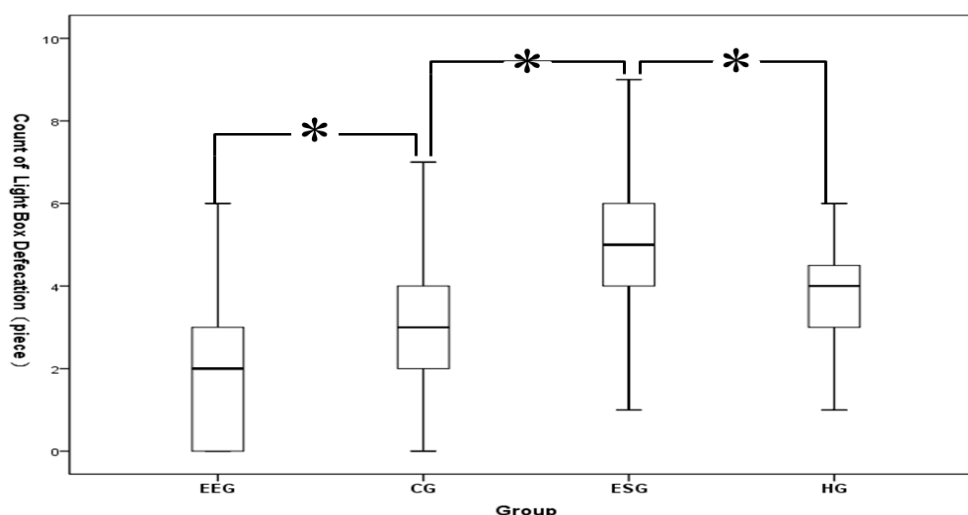 10
8
6
4
2
0
Count of Light Box Defecation (piece)
* * *
EEG CG ESG HG
Group